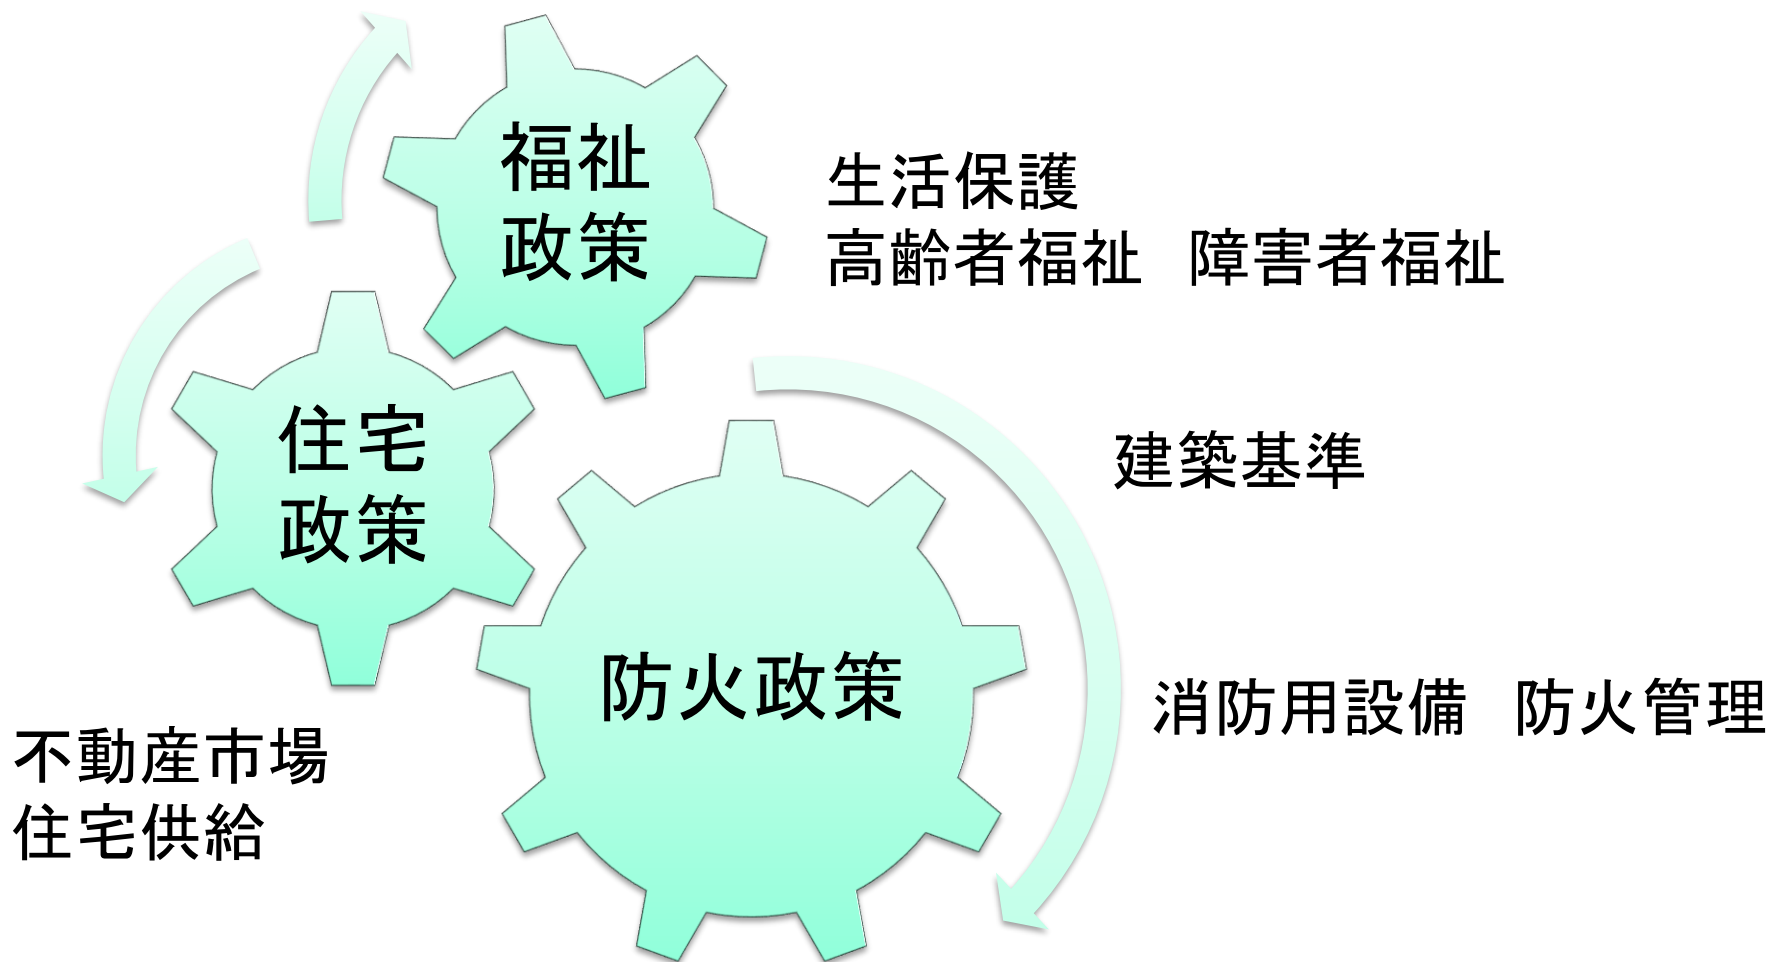 福祉
政策
生活保護
高齢者福祉　障害者福祉
住宅
政策
建築基準
防火政策
消防用設備　防火管理
不動産市場
住宅供給